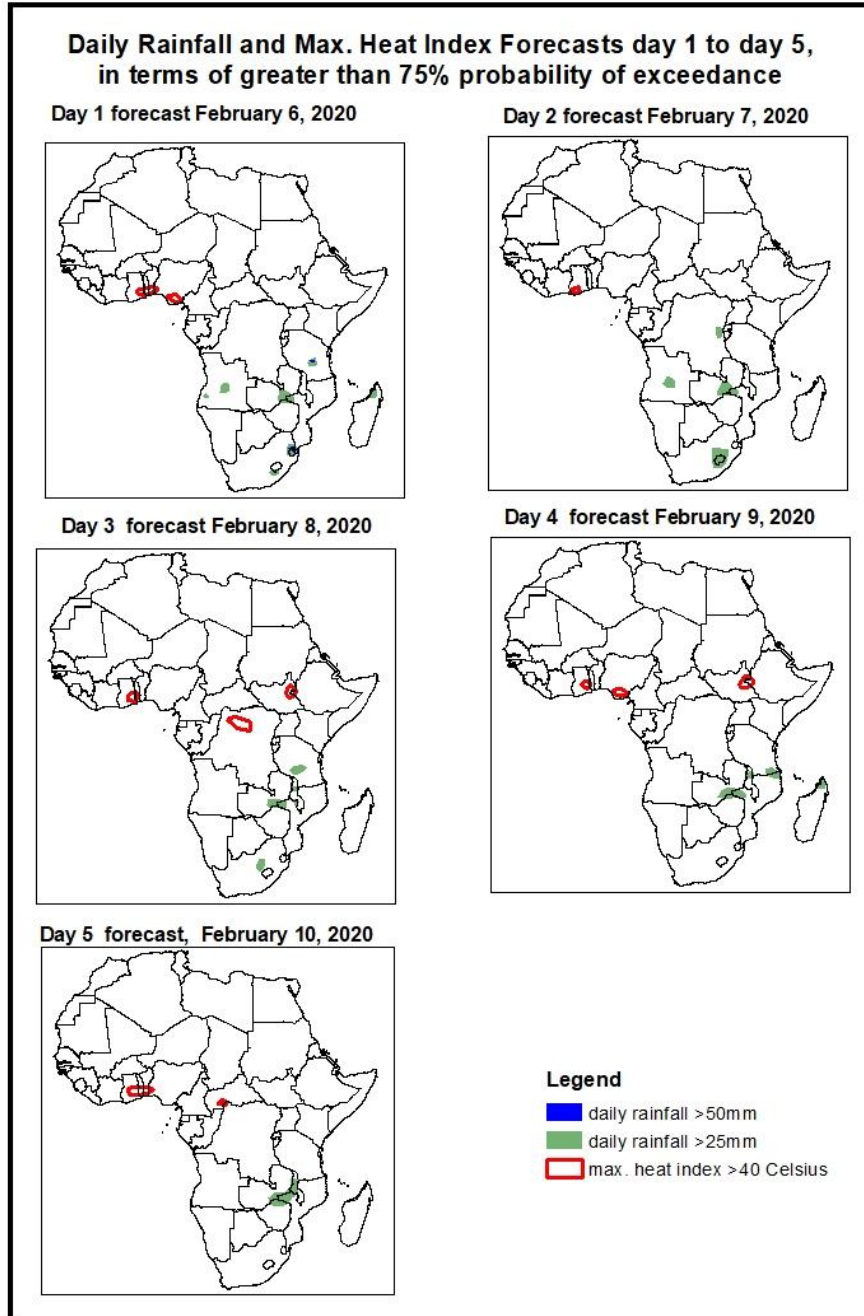 Daily Rainfall and Max. Heat Index Forecasts day 1 to day 5,
in terms of greater than 75% probability of exceedance
Day 1 forecast February 6, 2020
Day 2 forecast February 7, 2020
Day 3 forecast February 8, 2020
Day 4 forecast February 9, 2020
Day 5 forecast, February 10, 2020
Legend
daily rainfall >50mm
daily rainfall >25mm
max. heat index >40 Celsius